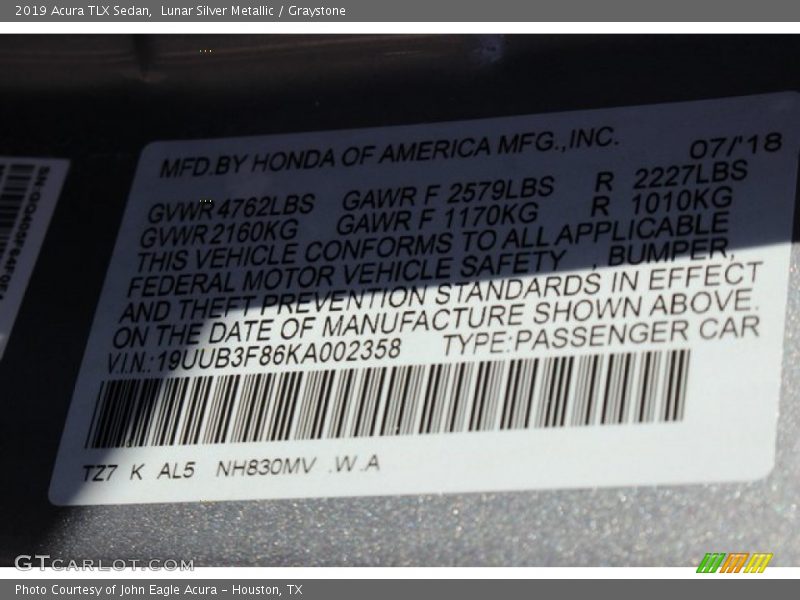 2019 Acura TLX Sedan,  Lunar Silver Metallic / Graystone
MFD.BY HONDA OF AMERICA MFG.,INC. 07/'18
GVWR 4762LBS GAWR F 2579LBS R 2227LBS
GVWR 2160KG GAWR F 1170KG R 1010KG
THIS VEHICLE CONFORMS TO ALL APPLICABLE
FEDERAL MOTOR VEHICLE SAFETY , BUMPER,
AND THEFT PREVENTION STANDARDS IN EFFECT
ON THE DATE OF MANUFACTURE SHOWN ABOVE.
V.I.N.:19UUB3F86KA002358 TYPE:PASSENGER CAR
TZ7 K AL5 NH830MV .W.A
GTCARLOT.COM
Photo Courtesy of John Eagle Acura - Houston, TX